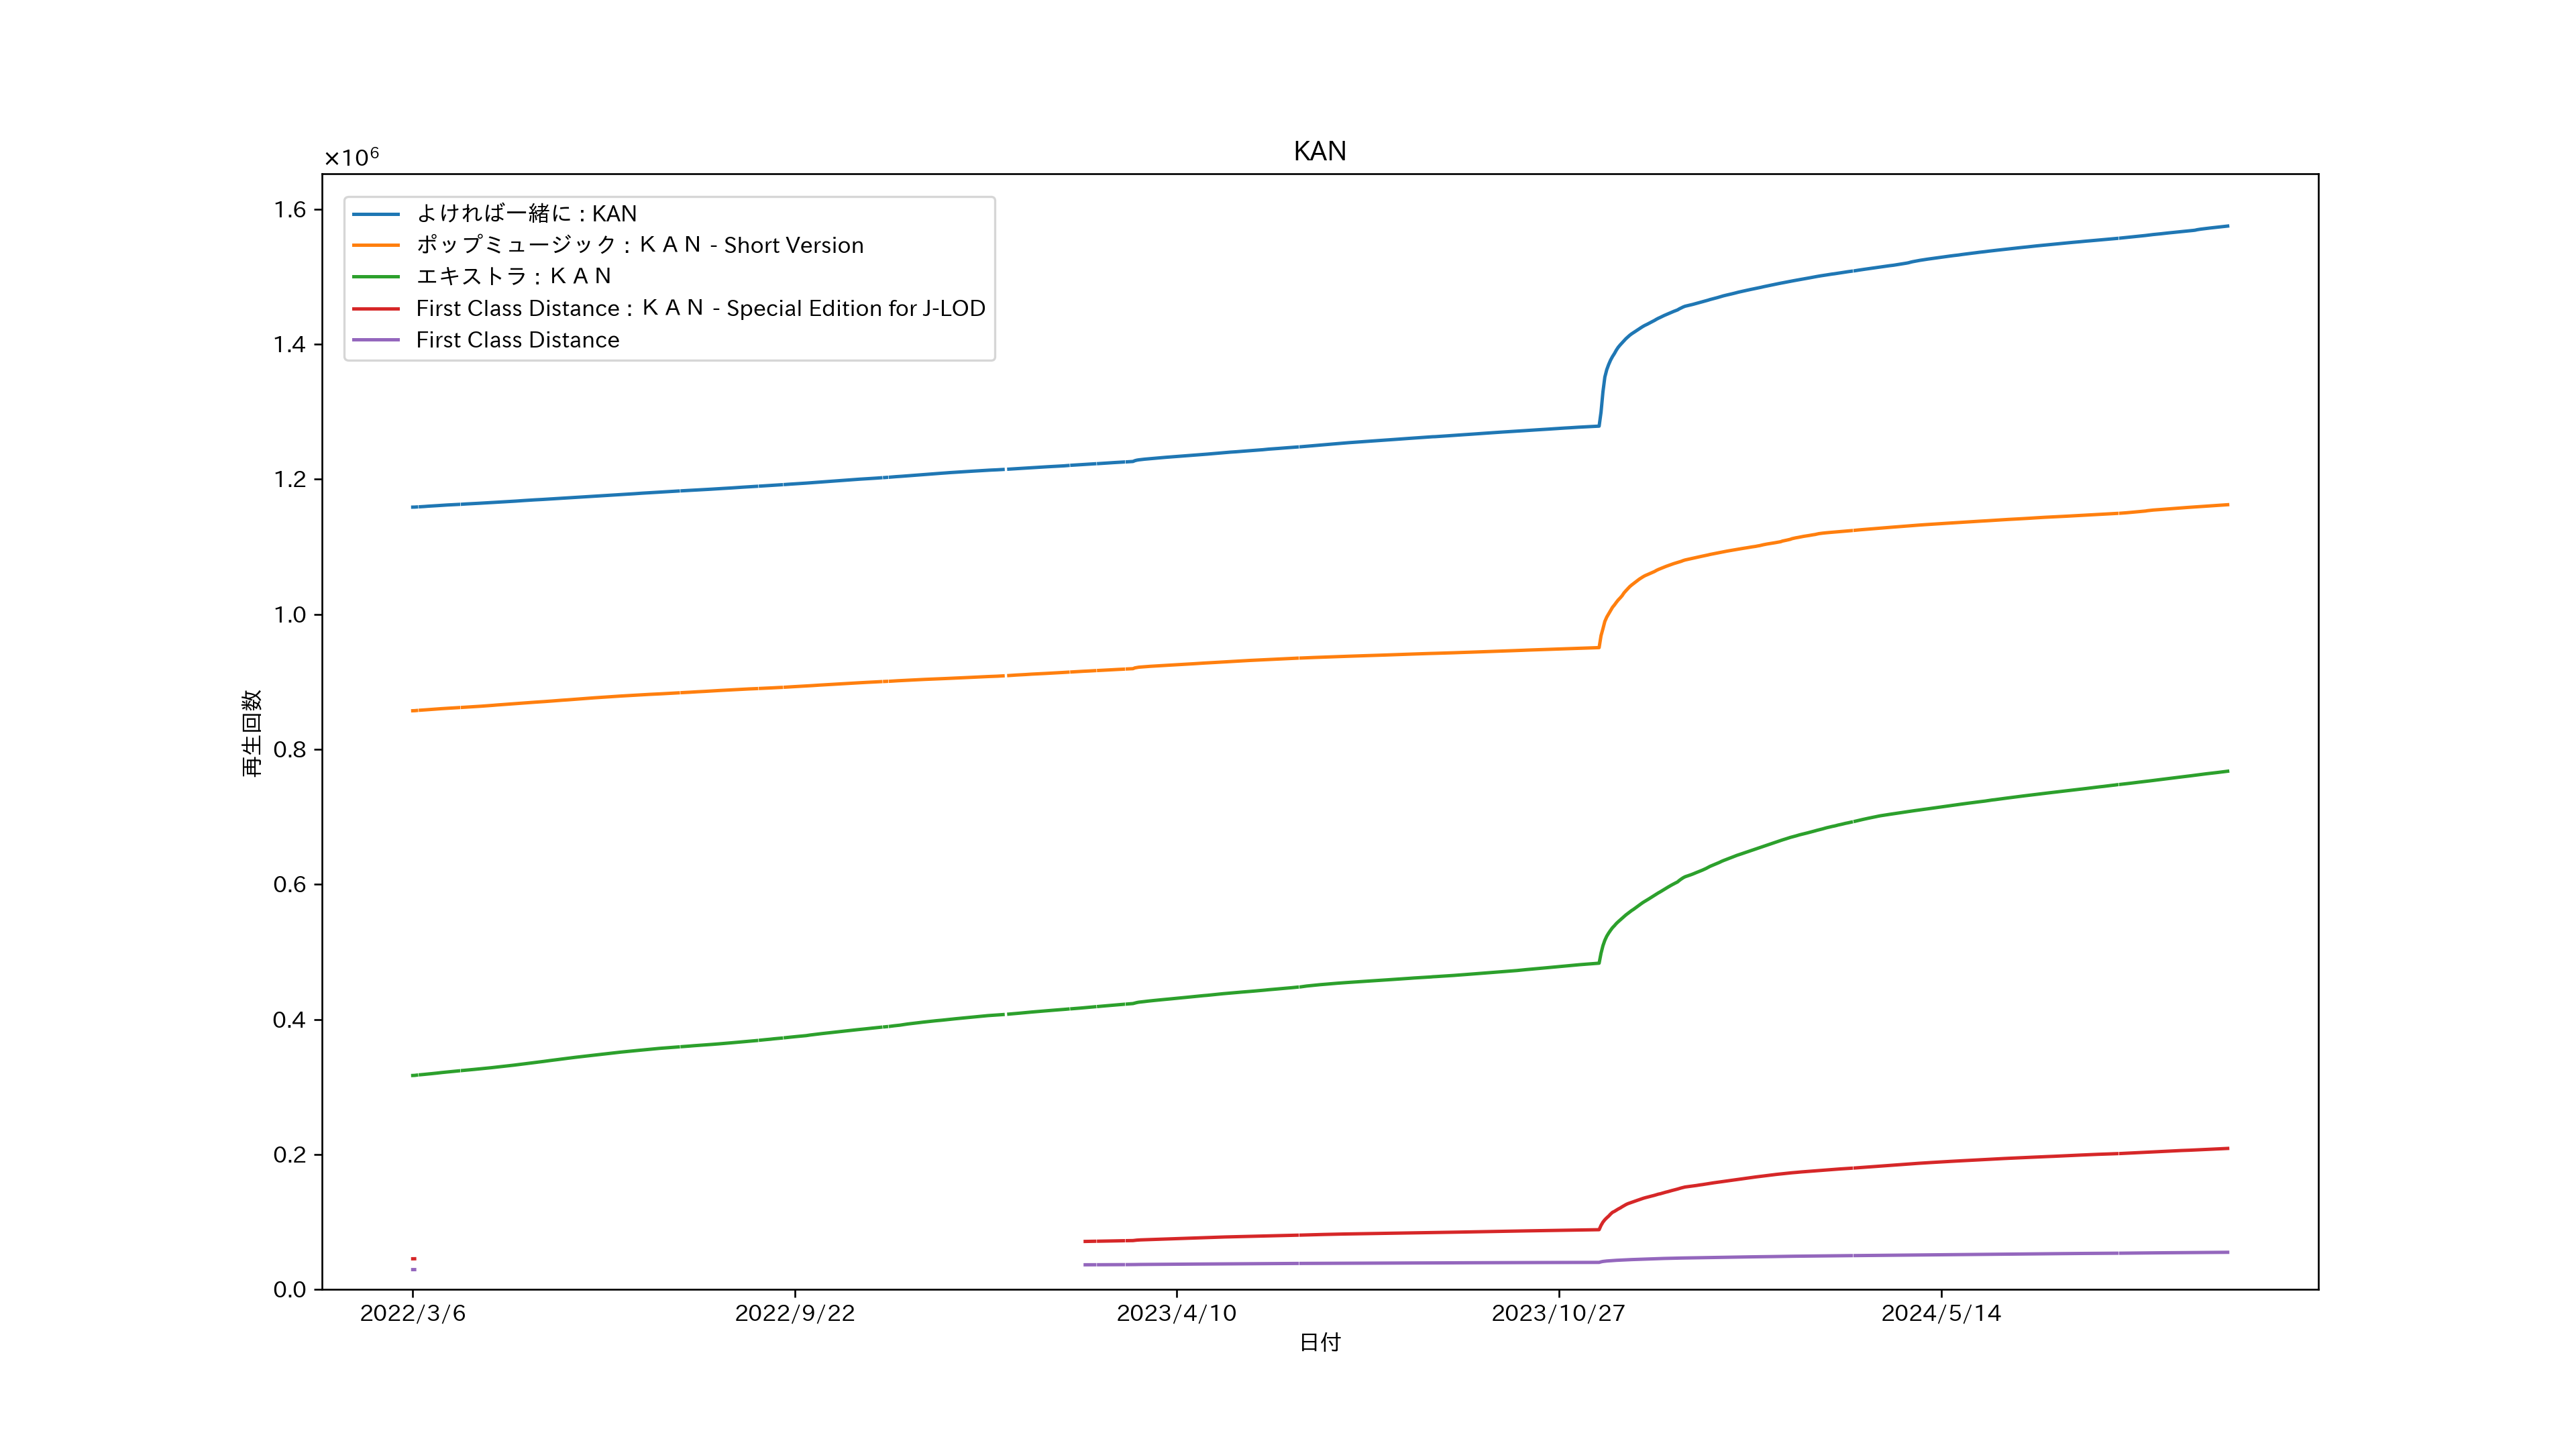 KAN
×10⁶
1.6
1.4
1.2
1.0
0.8
0.6
0.4
0.2
0.0
再生回数
よければ一緒に : KAN
ポップミュージック : ＫＡＮ - Short Version
エキストラ : ＫＡＮ
First Class Distance : ＫＡＮ - Special Edition for J-LOD
First Class Distance
2022/3/6 2022/9/22 2023/4/10 2023/10/27 2024/5/14
日付